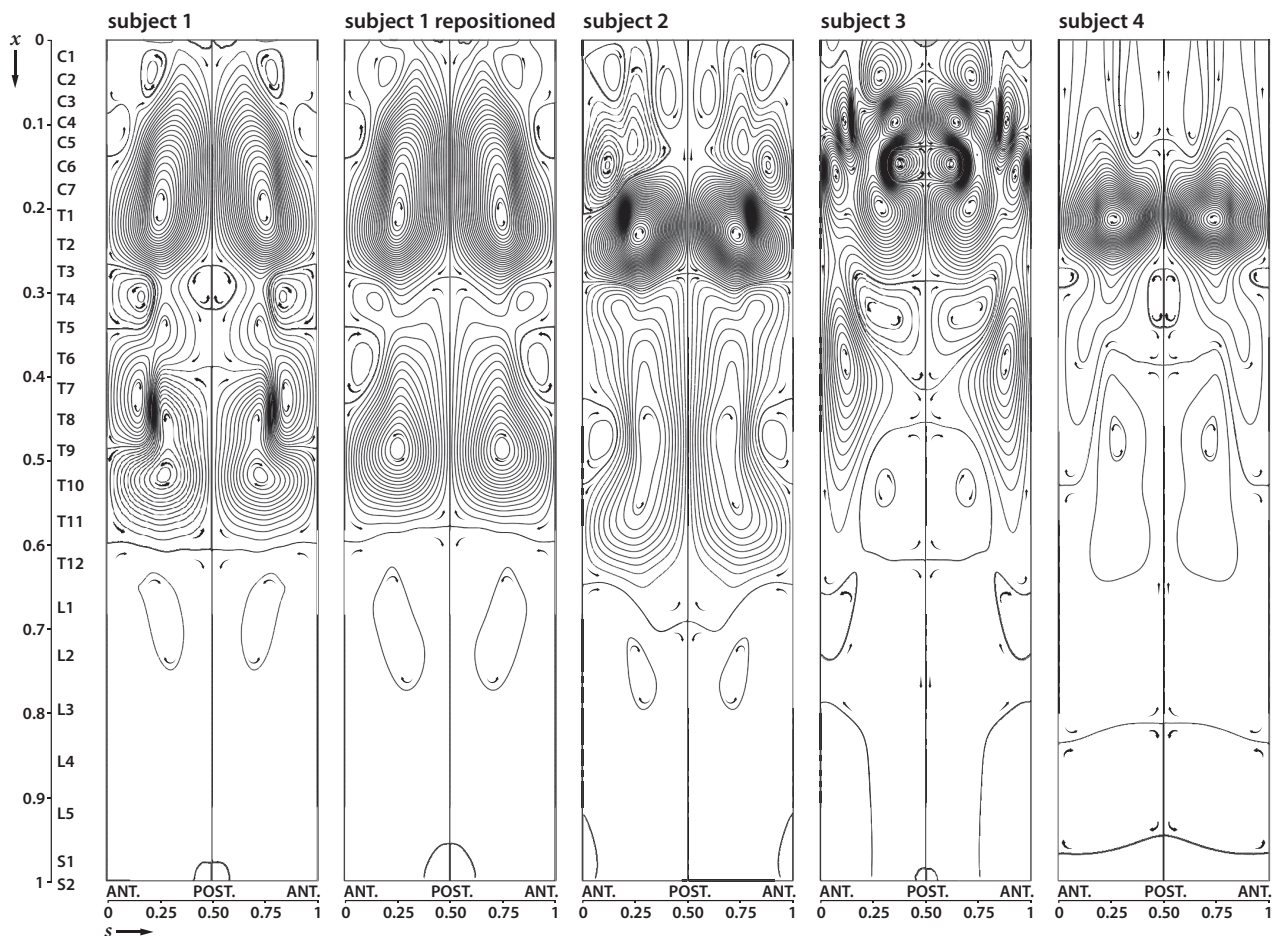 subject 1
subject 1 repositioned
subject 2
subject 3
subject 4
x
0
C1
C2
C3
0.1
C4
C5
C6
C7
0.2
T1
T2
T3
0.3
T4
T5
T6
0.4
T7
T8
T9
0.5
T10
T11
0.6
T12
L1
0.7
L2
L3
0.8
L4
0.9
L5
S1
1
S2
ANT. POST. ANT.
ANT. POST. ANT.
ANT. POST. ANT.
ANT. POST. ANT.
ANT. POST. ANT.
0 0.25 0.50 0.75 1
0 0.25 0.50 0.75 1
0 0.25 0.50 0.75 1
0 0.25 0.50 0.75 1
0 0.25 0.50 0.75 1
s